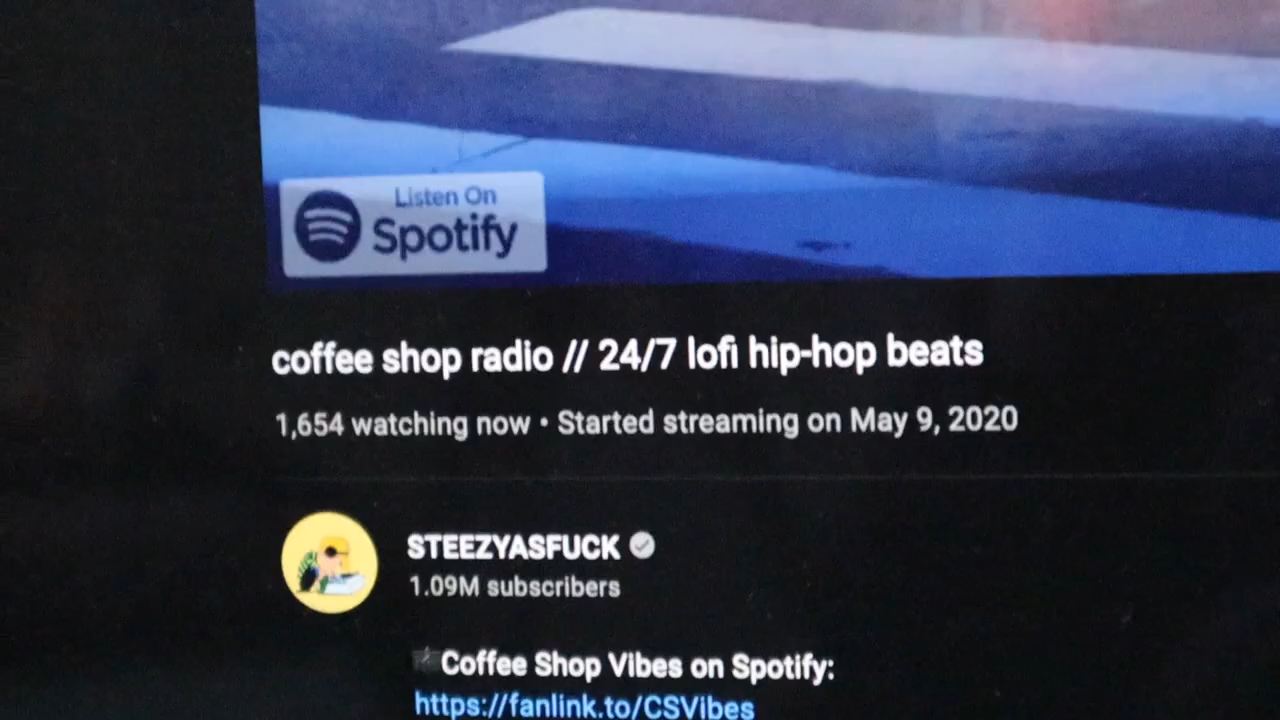 Listen On
Spotify
coffee shop radio // 24/7 lofi hip-hop beats
1,654 watching now • Started streaming on May 9, 2020
STEEZYASFUCK
1.09M subscribers
Coffee Shop Vibes on Spotify:
https://fanlink.to/CSVibes